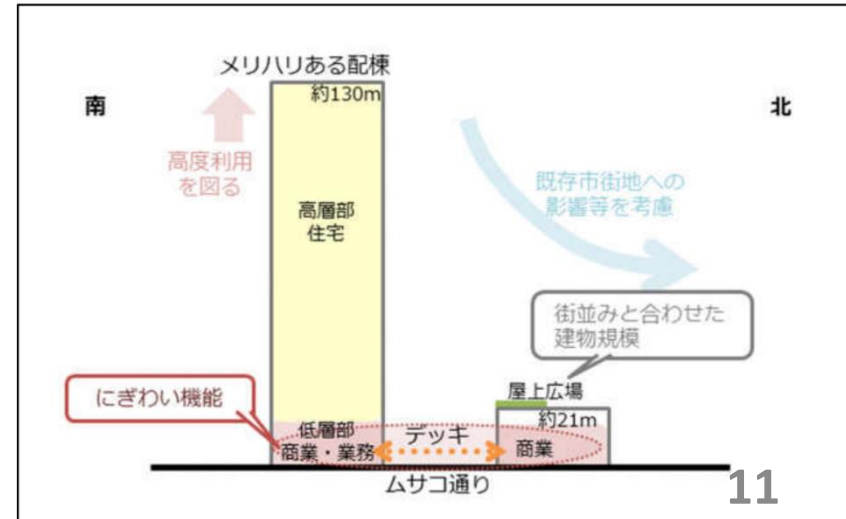 メリハリある配棟
約130m
南
北
高度利用
を図る
既存市街地への
影響等を考慮
高層部
住宅
街並みと合わせた
建物規模
にぎわい機能
屋上広場
約21m
低層部
商業・業務
デッキ
商業
ムサコ通り
11